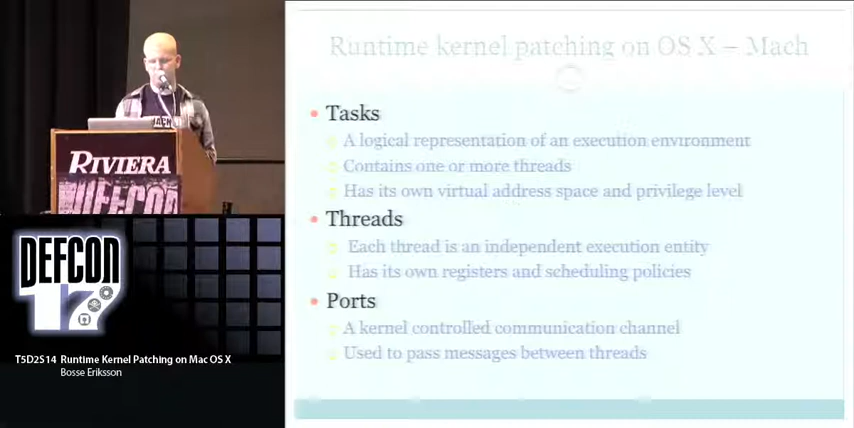 Runtime kernel patching on OS X – Mach
• Tasks
A logical representation of an execution environment
Contains one or more threads
Has its own virtual address space and privilege level
• Threads
Each thread is an independent execution entity
Has its own registers and scheduling policies
• Ports
A kernel controlled communication channel
Used to pass messages between threads
RIVIERA
DEFCON
DEFCON
17
T5D2S14 Runtime Kernel Patching on Mac OS X
Bosse Eriksson